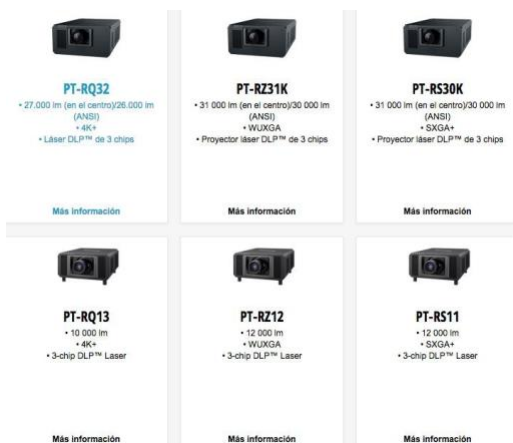 PT-RQ32
• 27.000 lm (en el centro)/26.000 lm
(ANSI)
• 4K+
• Láser DLP™ de 3 chips
Más información
PT-RZ31K
• 31 000 lm (en el centro)/30 000 lm
(ANSI)
• WUXGA
• Proyector láser DLP™ de 3 chips
Más información
PT-RS30K
• 31 000 lm (en el centro)/30 000 lm
(ANSI)
• SXGA+
• Proyector láser DLP™ de 3 chips
Más información
PT-RQ13
• 10 000 lm
• 4K+
• 3-chip DLP™ Laser
Más información
PT-RZ12
• 12 000 lm
• WUXGA
• 3-chip DLP™ Laser
Más información
PT-RS11
• 12 000 lm
• SXGA+
• 3-chip DLP™ Laser
Más información